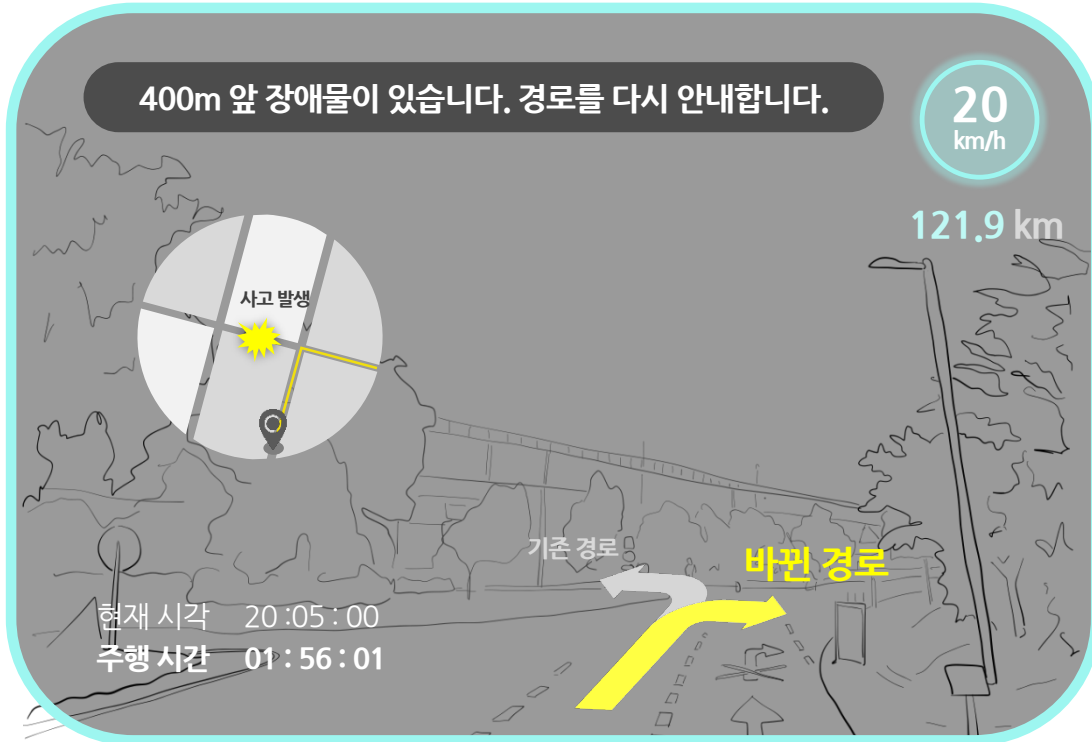 400m 앞 장애물이 있습니다. 경로를 다시 안내합니다.
20
km/h
121.9 km
사고 발생
기존 경로
바뀐 경로
현재 시각 20 :05 : 00
주행 시간 01 : 56 : 01